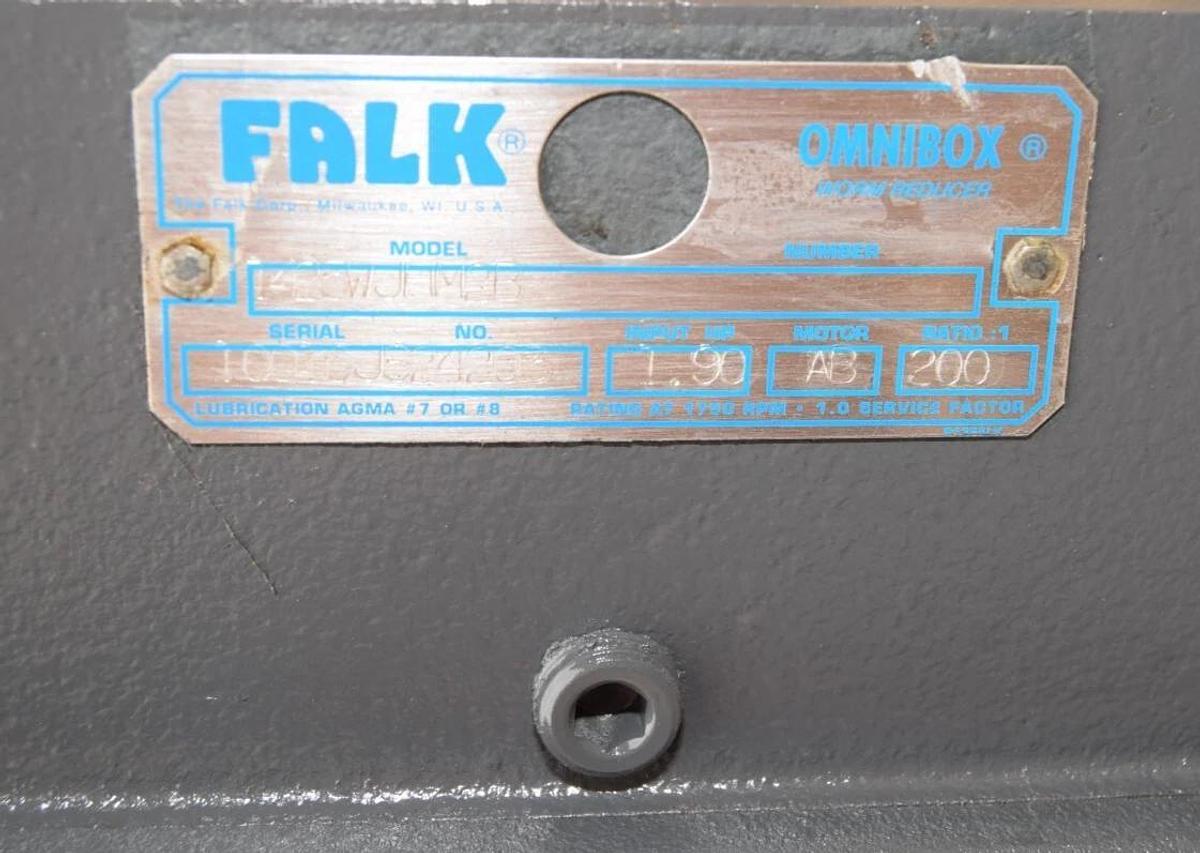 FALK®
OMNIBOX®
The Falk Corp., Milwaukee, WI. U.S.A.
WORM REDUCER
MODEL NUMBER
SERIAL NO. INPUT HP MOTOR RATIO :1
1.90 AB 200
LUBRICATION AGMA #7 OR #8 RATING AT 1750 RPM - 1.0 SERVICE FACTOR